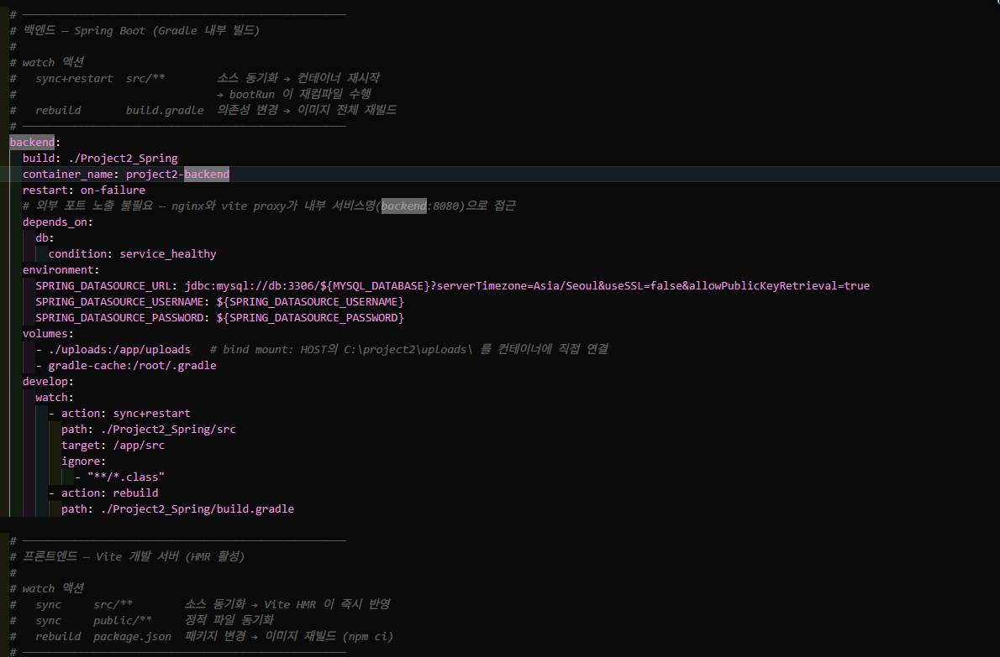 # ──────────────────────────────────────────────────
# 백엔드 — Spring Boot (Gradle 내부 빌드)
#
# watch 액션
#   sync+restart  src/**        소스 동기화 → 컨테이너 재시작
#                               → bootRun 이 재컴파일 수행
#   rebuild       build.gradle  의존성 변경 → 이미지 전체 재빌드
# ──────────────────────────────────────────────────
backend:
  build: ./Project2_Spring
  container_name: project2-backend
  restart: on-failure
  # 외부 포트 노출 불필요 — nginx와 vite proxy가 내부 서비스명(backend:8080)으로 접근
  depends_on:
    db:
      condition: service_healthy
  environment:
    SPRING_DATASOURCE_URL: jdbc:mysql://db:3306/${MYSQL_DATABASE}?serverTimezone=Asia/Seoul&useSSL=false&allowPublicKeyRetrieval=true
    SPRING_DATASOURCE_USERNAME: ${SPRING_DATASOURCE_USERNAME}
    SPRING_DATASOURCE_PASSWORD: ${SPRING_DATASOURCE_PASSWORD}
  volumes:
    - ./uploads:/app/uploads   # bind mount: HOST의 C:\project2\uploads\ 를 컨테이너에 직접 연결
    - gradle-cache:/root/.gradle
  develop:
    watch:
      - action: sync+restart
        path: ./Project2_Spring/src
        target: /app/src
        ignore:
          - "**/*.class"
      - action: rebuild
        path: ./Project2_Spring/build.gradle

# ──────────────────────────────────────────────────
# 프론트엔드 — Vite 개발 서버 (HMR 활성)
#
# watch 액션
#   sync     src/**        소스 동기화 → Vite HMR 이 즉시 반영
#   sync     public/**     정적 파일 동기화
#   rebuild  package.json  패키지 변경 → 이미지 재빌드 (npm ci)
# ──────────────────────────────────────────────────